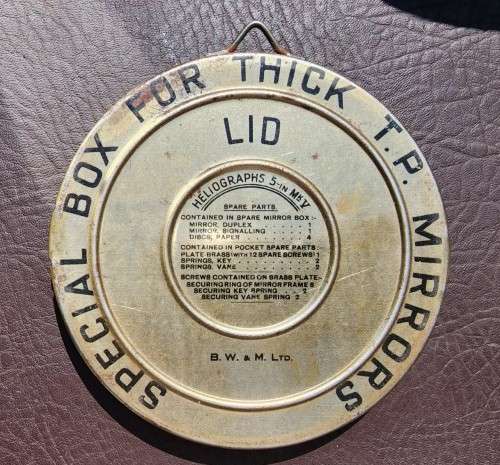 SPECIAL BOX FOR THICK T.P. MIRRORS
LID
HELIOGRAPHS 5-IN MK V
SPARE PARTS.
CONTAINED IN SPARE MIRROR BOX:-
MIRROR, DUPLEX . . . . . 1
MIRROR, SIGNALLING . . . . 1
DISCS, PAPER . . . . 4
CONTAINED IN POCKET SPARE PARTS:
PLATE BRASS (WITH 12 SPARE SCREWS) 1
SPRINGS, KEY . . . . . . . . . . 2
SPRINGS, VANE . . . . . . . . . 2
SCREWS CONTAINED ON BRASS PLATE-
SECURING RING OF MIRROR FRAME 8
SECURING KEY SPRING . . 2
SECURING VANE SPRING 2
B. W. & M. LTD.